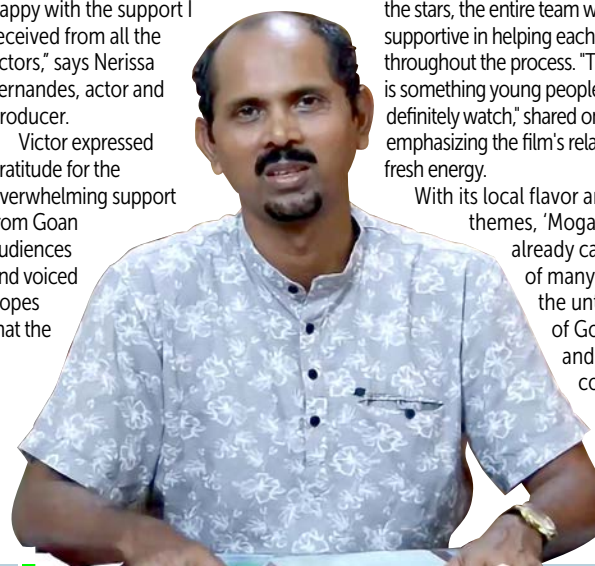 appy with the support I
eceived from all the
ctors," says Nerissa
ernandes, actor and
roducer.
Victor expressed
ratitude for the
verwhelming support
rom Goan
udiences
nd voiced
opes
hat the
the stars, the entire team w
supportive in helping each
throughout the process. "T
is something young people
definitely watch," shared on
emphasizing the film's rela
fresh energy.
With its local flavor an
themes, 'Moga
already ca
of many
the unt
of Go
and
co